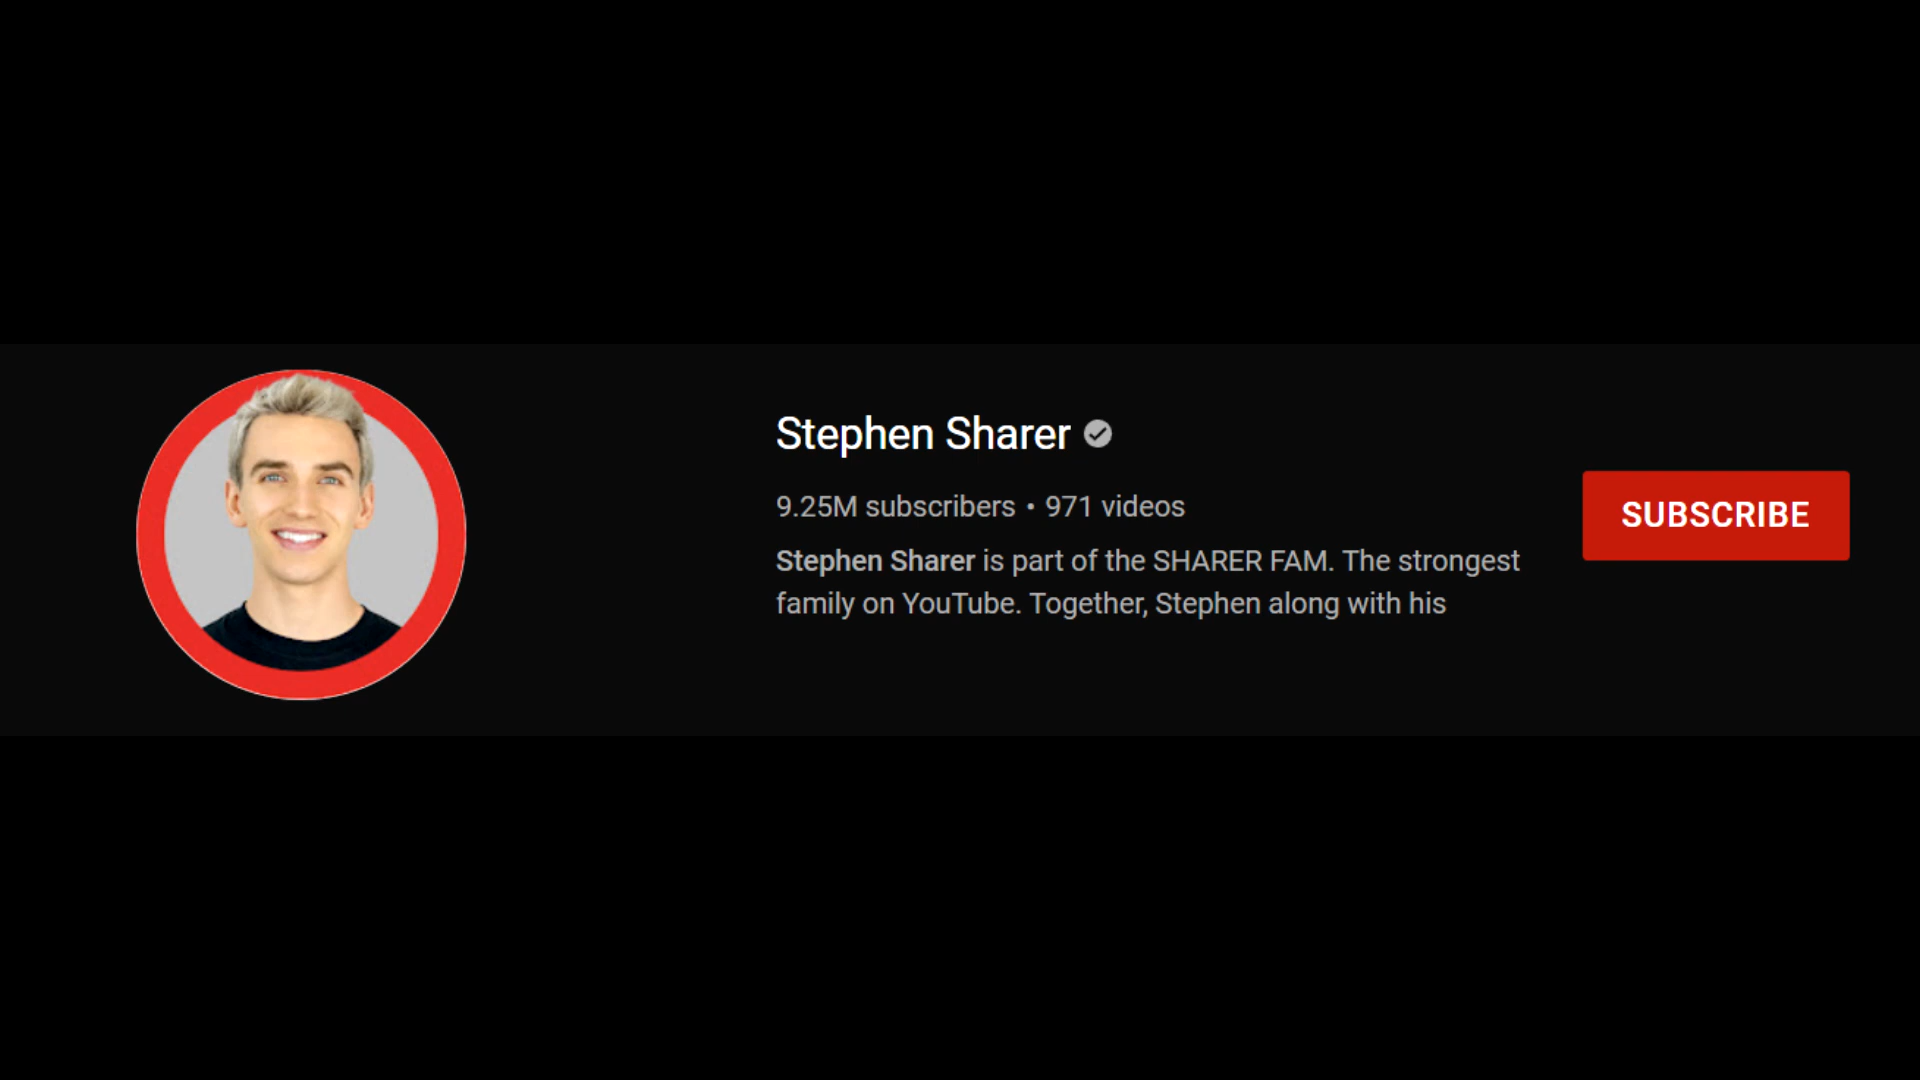 Stephen Sharer
9.25M subscribers • 971 videos
Stephen Sharer is part of the SHARER FAM. The strongest
family on YouTube. Together, Stephen along with his
SUBSCRIBE